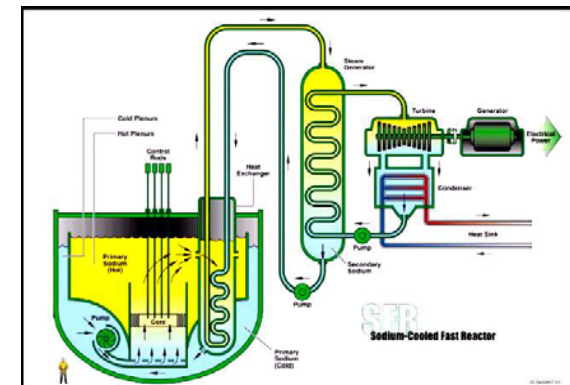 Steam
Generator
Turbine
Generator
Electrical
Power
Cold Plenum
Hot Plenum
Control
Rods
Heat
Exchanger
Condenser
Heat Sink
Pump
Secondary
Sodium
Pump
Primary
Sodium
(Hot)
Core
Pump
Primary
Sodium
(Cold)
SFR
Sodium-Cooled Fast Reactor